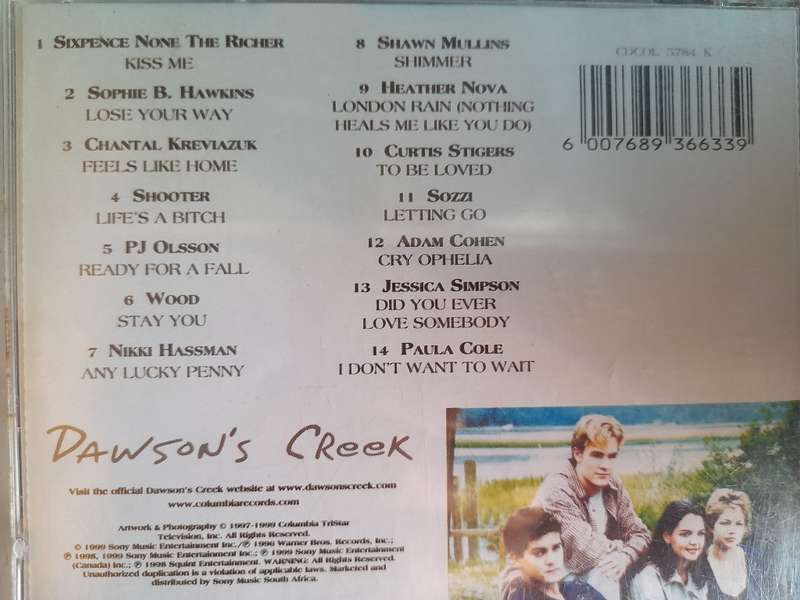 1 SIXPENCE NONE THE RICHER
KISS ME
2 SOPHIE B. HAWKINS
LOSE YOUR WAY
3 CHANTAL KREVIAZUK
FEELS LIKE HOME
4 SHOOTER
LIFE'S A BITCH
5 PJ OLSSON
READY FOR A FALL
6 WOOD
STAY YOU
7 NIKKI HASSMAN
ANY LUCKY PENNY
8 SHAWN MULLINS
SHIMMER
9 HEATHER NOVA
LONDON RAIN (NOTHING
HEALS ME LIKE YOU DO)
10 CURTIS STIGERS
TO BE LOVED
11 SOZZI
LETTING GO
12 ADAM COHEN
CRY OPHELIA
13 JESSICA SIMPSON
DID YOU EVER
LOVE SOMEBODY
14 PAULA COLE
I DON'T WANT TO WAIT
CDCOL 5784 K
6 007689 366339
DAWSON'S CREEK
Visit the official Dawson's Creek website at www.dawsonscreek.com
www.columbiarecords.com
Artwork & Photography © 1997-1999 Columbia TriStar
Television, Inc. All Rights Reserved.
© 1999 Sony Music Entertainment Inc./℗ 1996 Warner Bros. Records, Inc.;
℗ 1998, 1999 Sony Music Entertainment Inc.; ℗ 1999 Sony Music Entertainment
(Canada) Inc.; ℗ 1998 Squint Entertainment. WARNING: All Rights Reserved.
Unauthorized duplication is a violation of applicable laws. Marketed and
distributed by Sony Music South Africa.